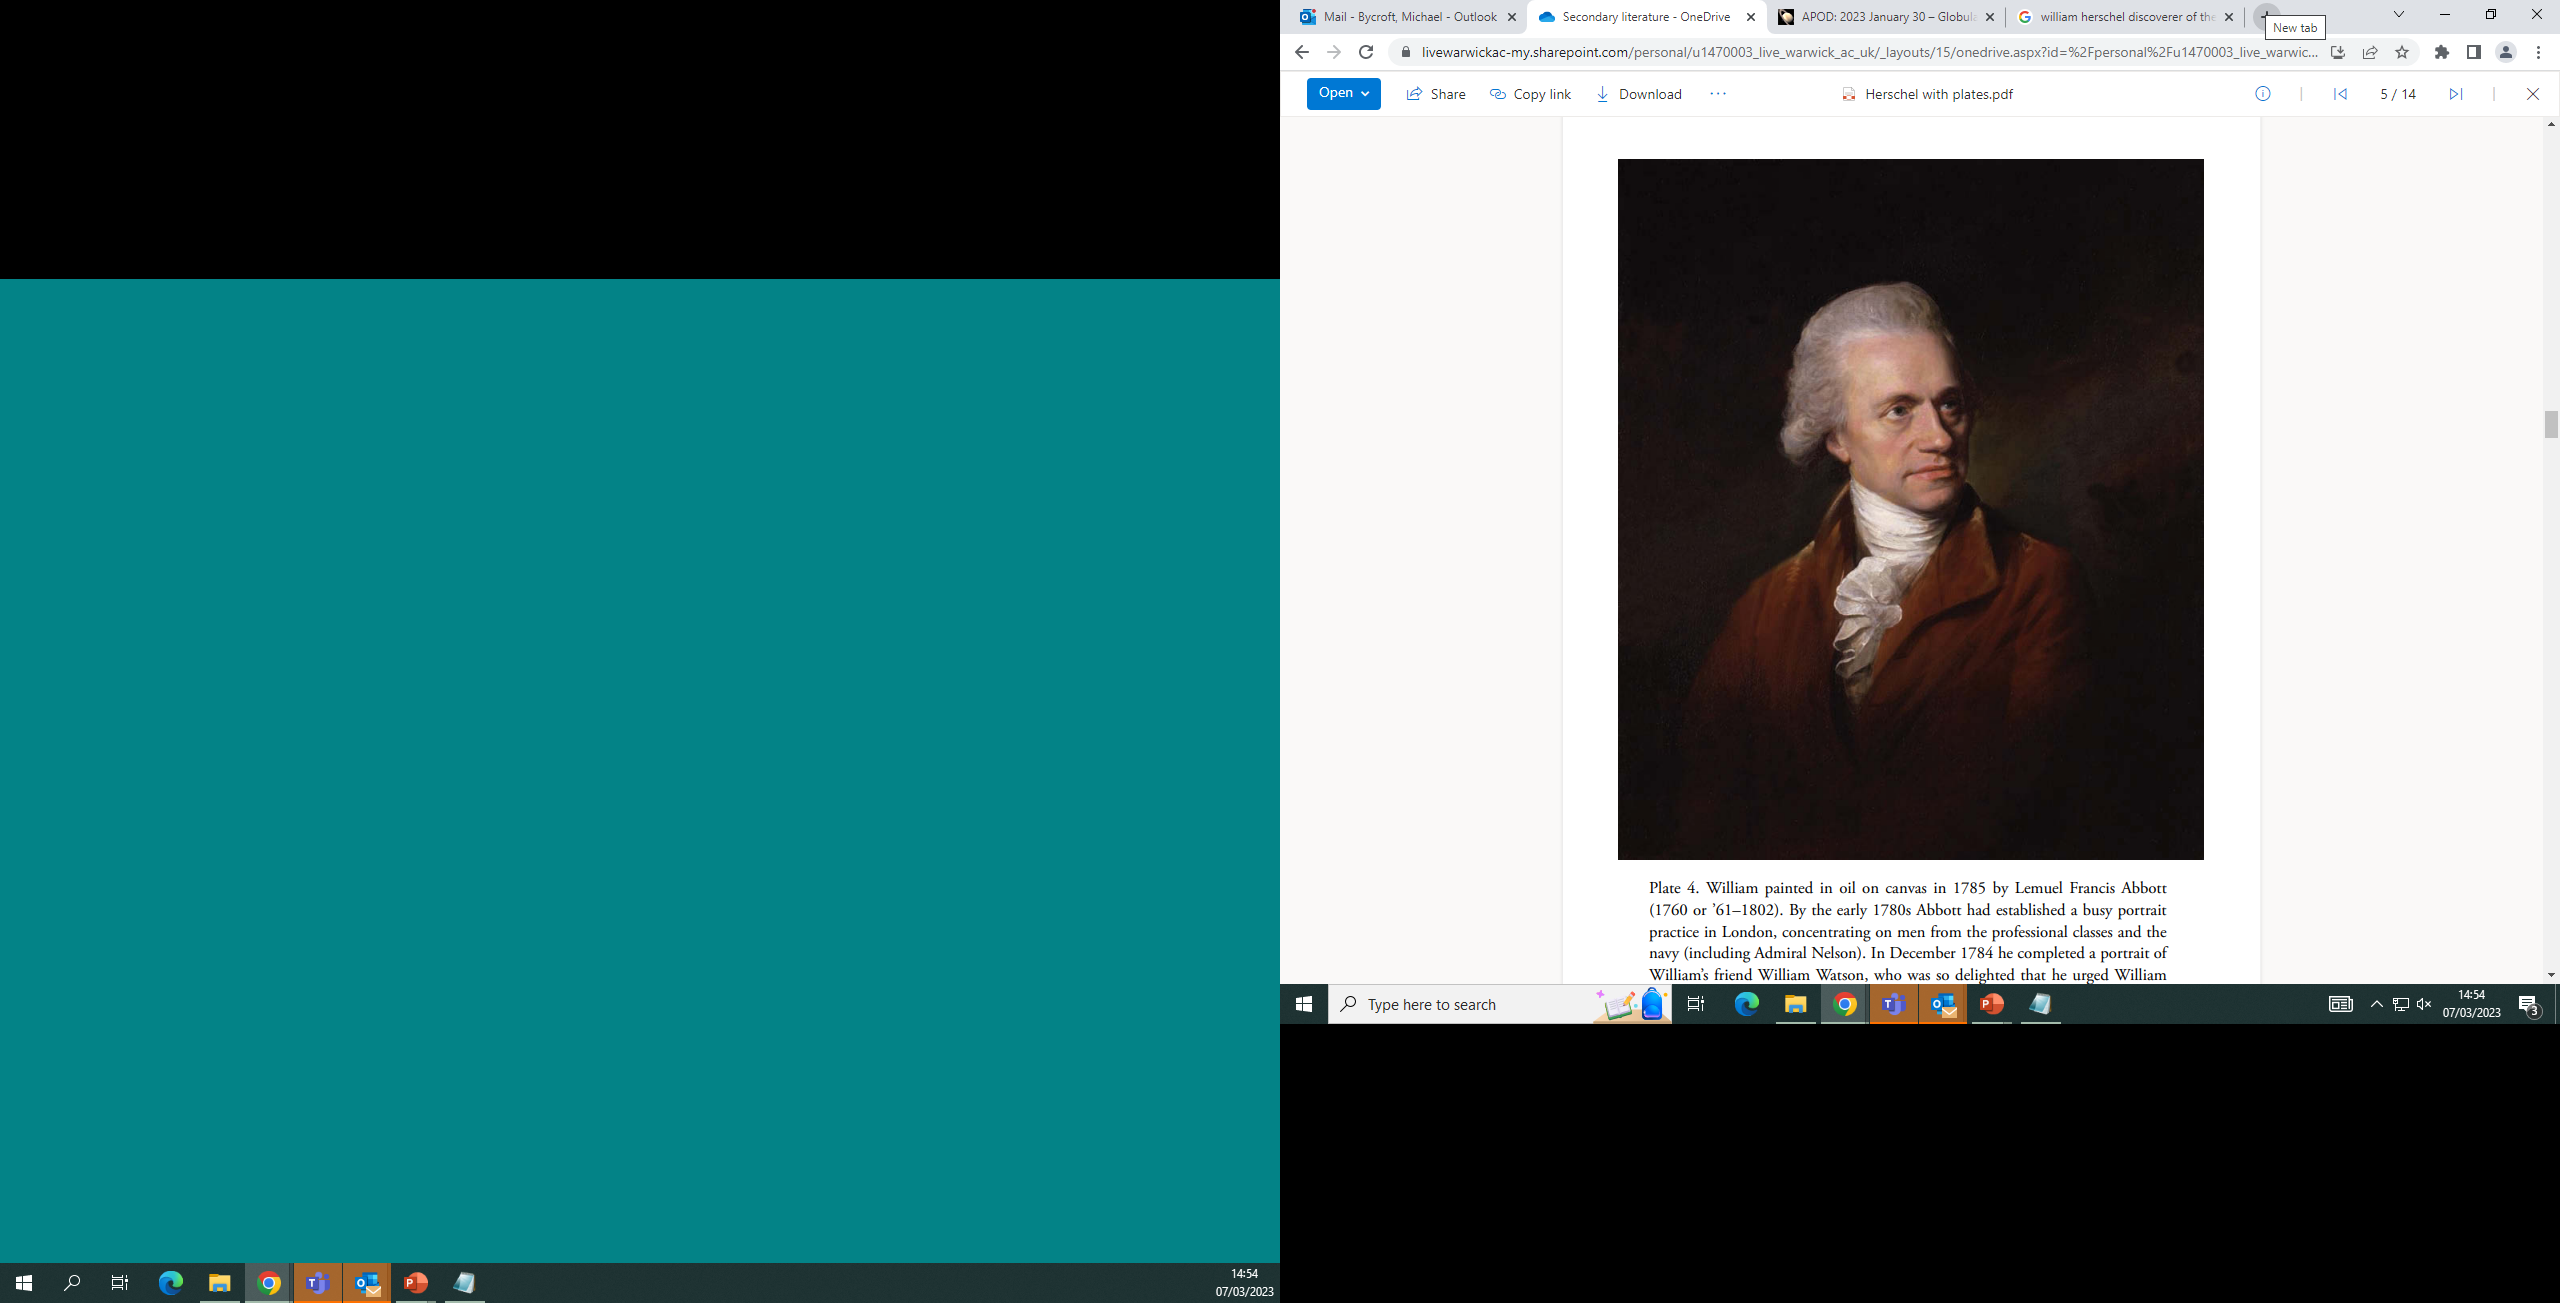 Mail - Bycroft, Michael - Outlook
Secondary literature - OneDrive
APOD: 2023 January 30 – Globula
william herschel discoverer of the
New tab
livewarwickac-my.sharepoint.com/personal/u1470003_live_warwick_ac_uk/_layouts/15/onedrive.aspx?id=%2Fpersonal%2Fu1470003_live_warwic...
Open
Share
Copy link
Download
Herschel with plates.pdf
5 / 14
Plate 4. William painted in oil on canvas in 1785 by Lemuel Francis Abbott
(1760 or ’61–1802). By the early 1780s Abbott had established a busy portrait
practice in London, concentrating on men from the professional classes and the
navy (including Admiral Nelson). In December 1784 he completed a portrait of
William’s friend William Watson, who was so delighted that he urged William
Type here to search
14:54
07/03/2023
3
14:54
07/03/2023